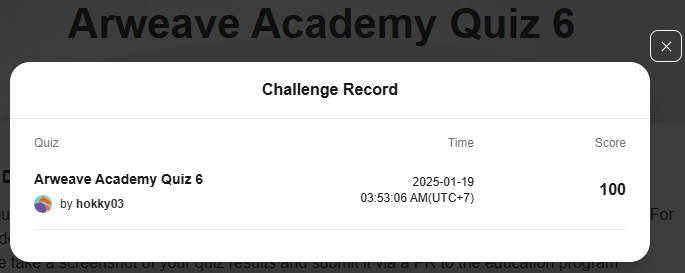 Arweave Academy Quiz 6
Challenge Record
Quiz Time Score
Arweave Academy Quiz 6
by hokky03
2025-01-19
03:53:06 AM(UTC+7)
100
For
take a screenshot of your quiz results and submit it via a PR to the education program